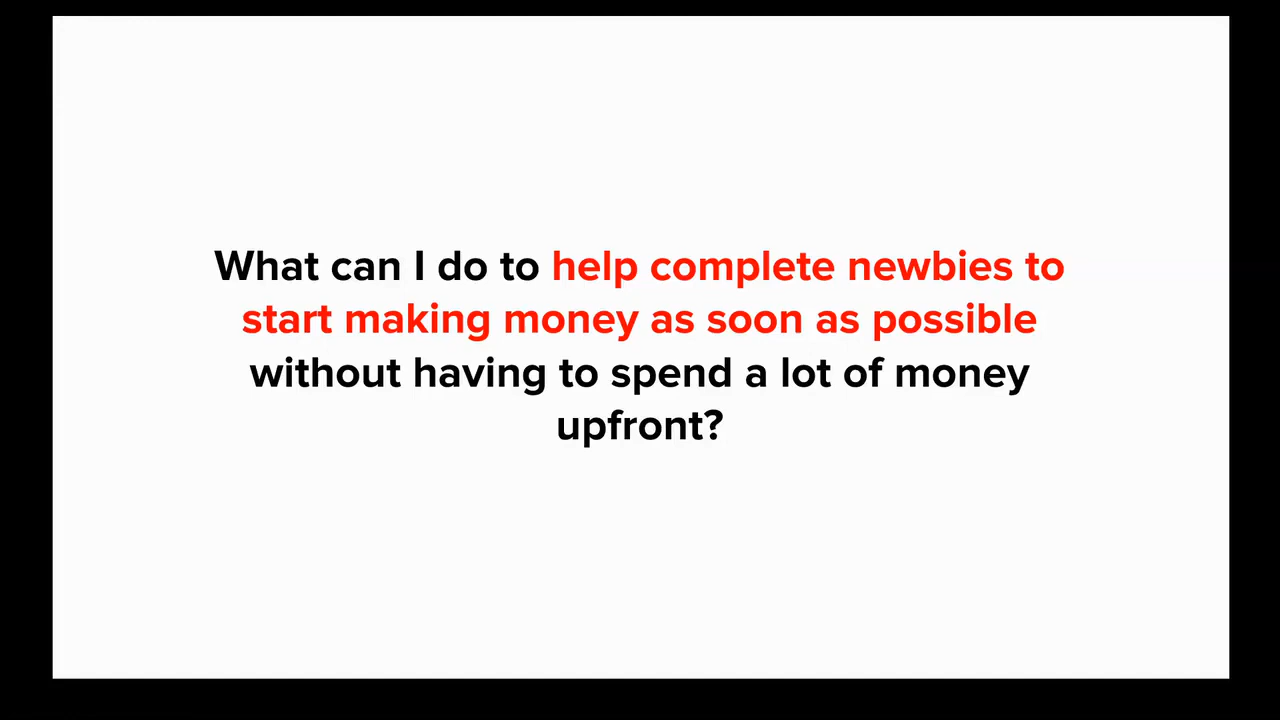 What can I do to help complete newbies to
start making money as soon as possible
without having to spend a lot of money
upfront?